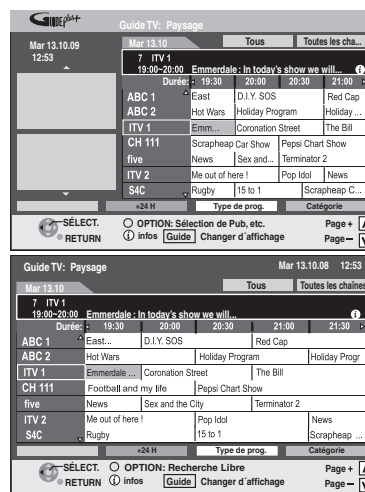 GUIDE plus+
Guide TV: Paysage
Mar 13.10.09
12:53
Mar 13.10 Tous Toutes les cha...
7 ITV 1
19:00~20:00 Emmerdale : In today's show we will...
Durée: 19:30 20:00 20:30 21:00
ABC 1 East D.I.Y. SOS Red Cap
ABC 2 Hot Wars Holiday Program Holiday ...
ITV 1 Emm... Coronation Street The Bill
CH 111 Scrapheap Car Show Pepsi Chart Show
five News Sex and... Terminator 2
ITV 2 Me out of here ! Pop Idol News
S4C Rugby 15 to 1 Scrapheap C...
+24 H Type de prog. Catégorie
SÉLECT. OPTION: Sélection de Pub, etc. Page +
RETURN i infos Guide Changer d´affichage Page −
Guide TV: Paysage Mar 13.10.08 12:53
Mar 13.10 Tous Toutes les chaînes
7 ITV 1
19:00~20:00 Emmerdale : In today's show we will...
Durée: 19:30 20:00 20:30 21:00 21:30
ABC 1 East... D.I.Y. SOS Red Cap
ABC 2 Hot Wars Holiday Program Holiday Progr
ITV 1 Emmerdale ... Coronation Street The Bill
CH 111 Football and my life Pepsi Chart Show
five News Sex and the City Terminator 2
ITV 2 Me out of here ! Pop Idol News
S4C Rugby 15 to 1 Scrapheap ...
+24 H Type de prog. Catégorie
SÉLECT. OPTION: Recherche Libre Page +
RETURN i infos Guide Changer d´affichage Page −